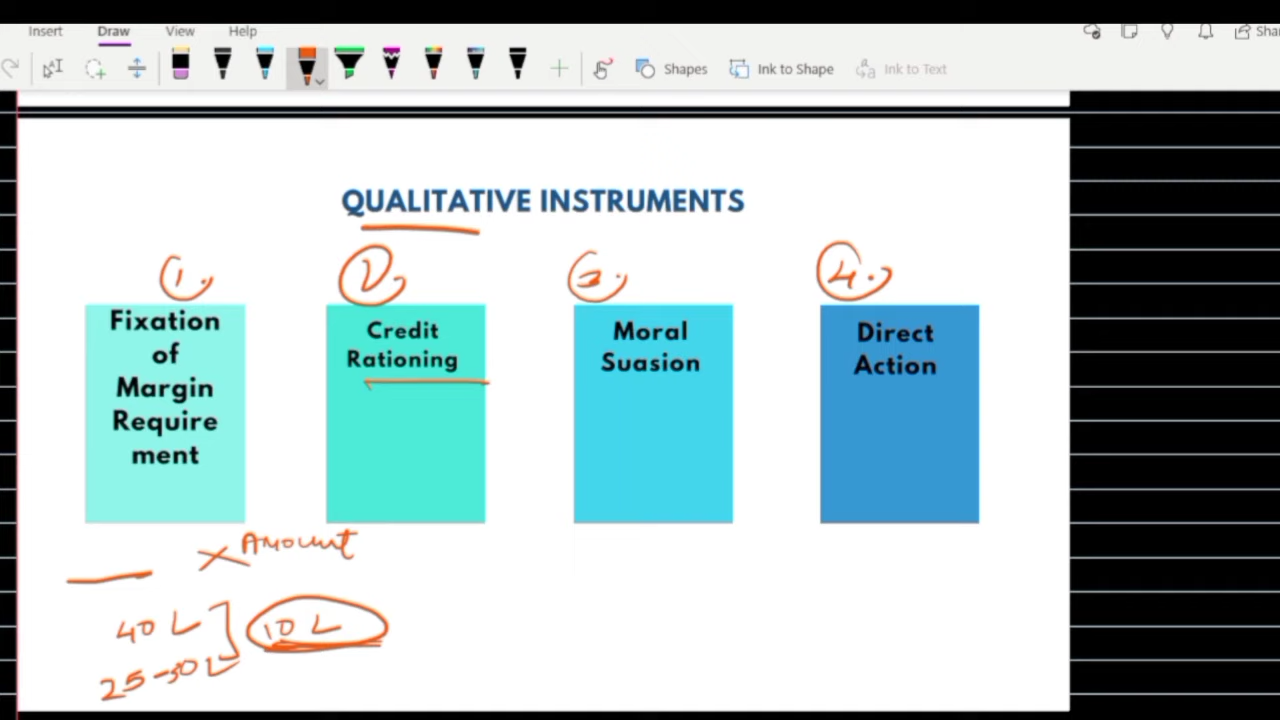 Insert Draw View Help
Shar
Shapes Ink to Shape Ink to Text
QUALITATIVE INSTRUMENTS
1. 2. 3. 4.
Fixation
of
Margin
Require
ment
Credit
Rationing
Moral
Suasion
Direct
Action
Amount
40 L
10 L
25-30 L